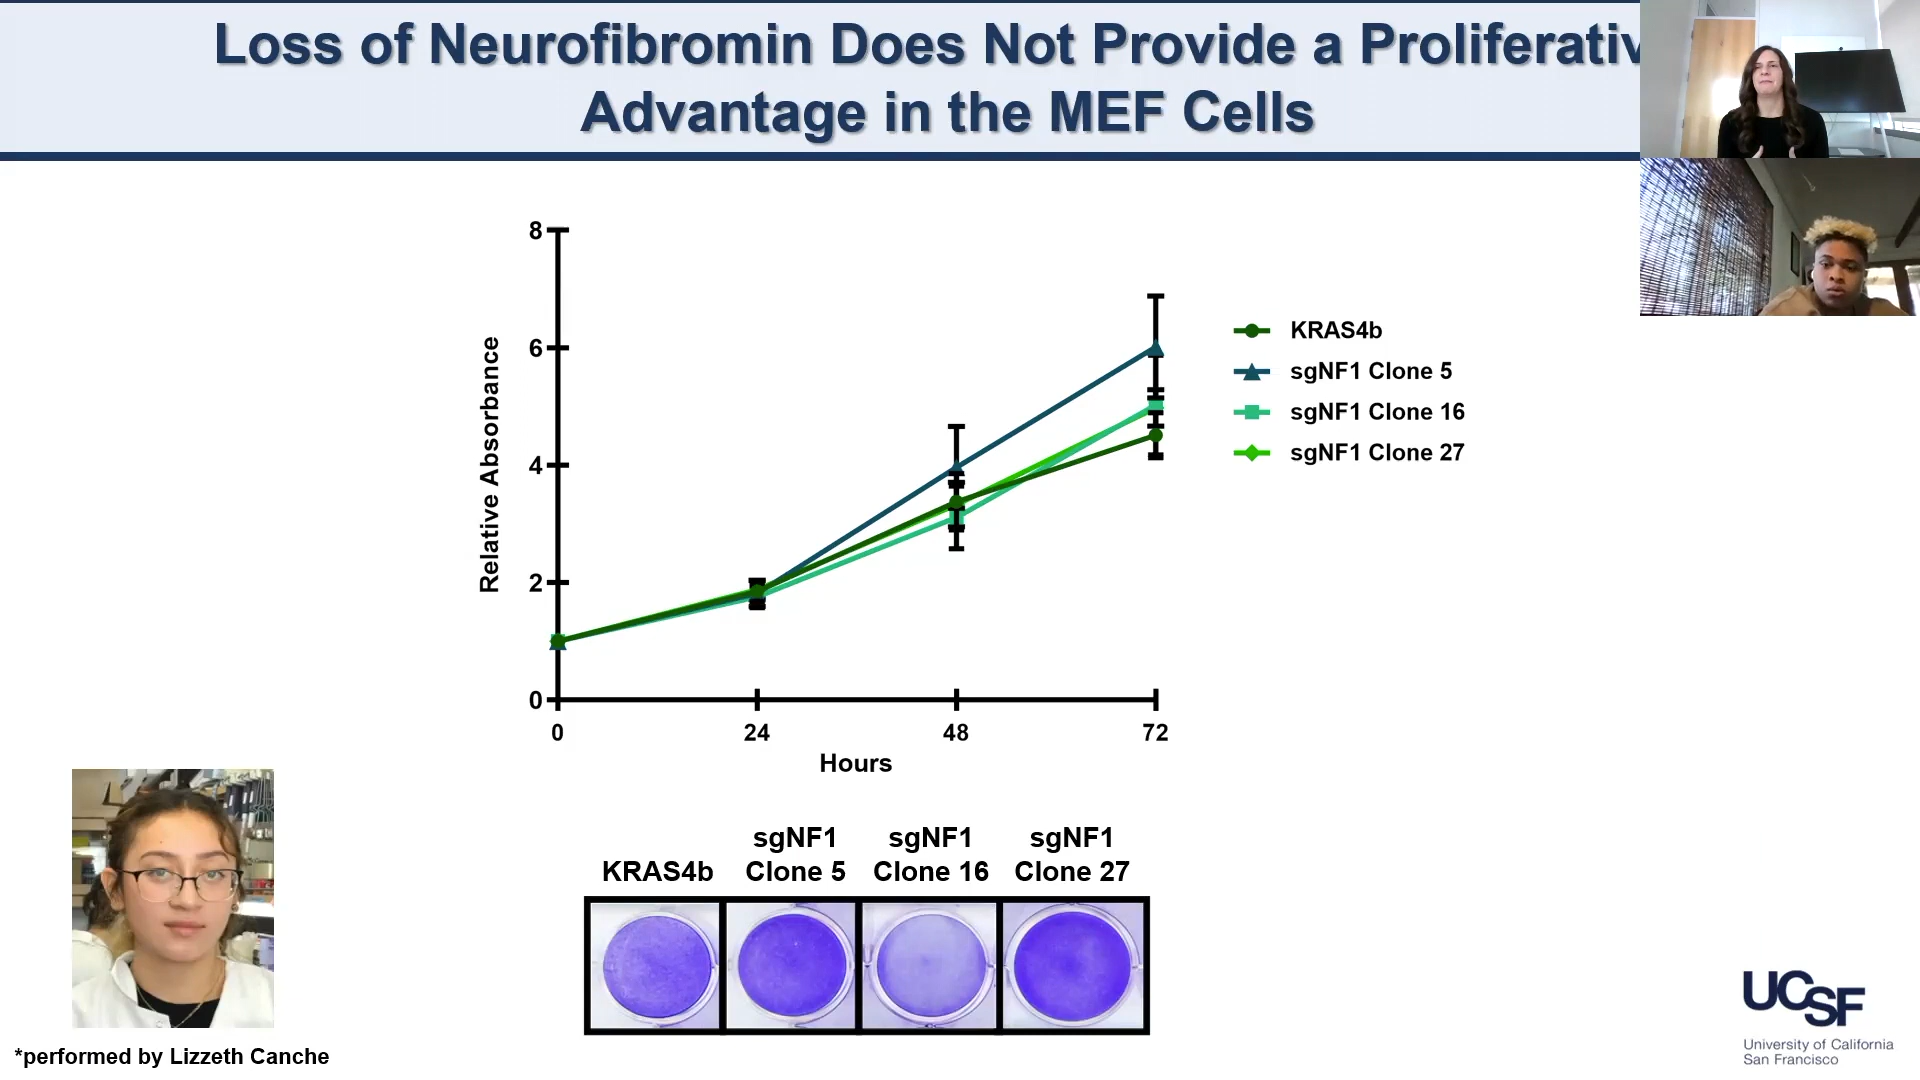 Loss of Neurofibromin Does Not Provide a Proliferativ
Advantage in the MEF Cells
8
6
4
2
0
Relative Absorbance
0 24 48 72
Hours
KRAS4b
sgNF1 Clone 5
sgNF1 Clone 16
sgNF1 Clone 27
sgNF1 sgNF1 sgNF1
KRAS4b Clone 5 Clone 16 Clone 27
*performed by Lizzeth Canche
UCSF
University of California
San Francisco